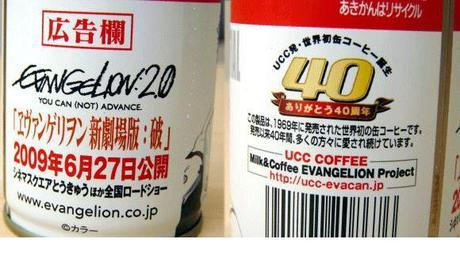 広告欄
EVANGELION:2.0
YOU CAN (NOT) ADVANCE.
「ヱヴァンゲリヲン 新劇場版:破」
2009年6月27日公開
シネマスクエアとうきゅうほか全国ロードショー
www.evangelion.co.jp
©カラー
あきかんはリサイクル
UCC発・世界初缶コーヒー誕生
40
ありがとう40周年
この製品は、1969年に発売された世界初の缶コーヒーです。
発売以来40年間、多くの方々に愛され続けています。
UCC COFFEE
Milk&Coffee EVANGELION Project
http://ucc-evacan.jp